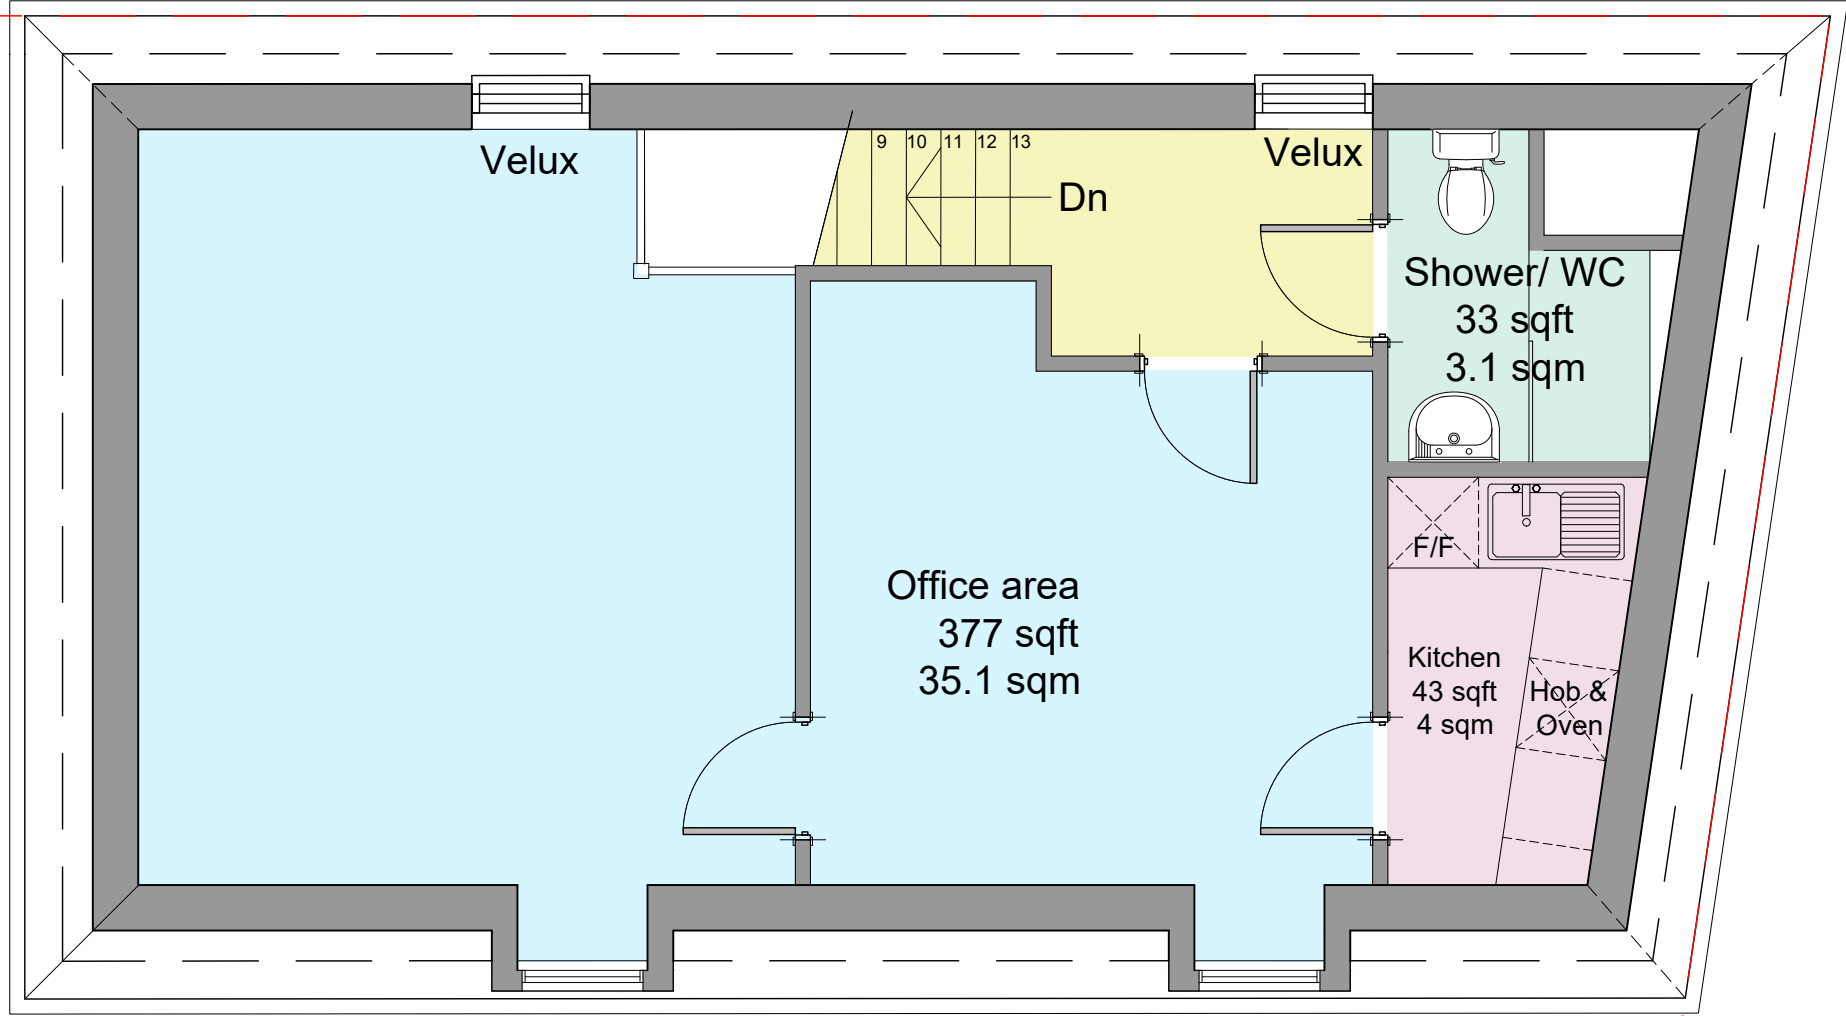 Velux
9 10 11 12 13
Dn
Velux
Shower/ WC
33 sqft
3.1 sqm
F/F
Office area
377 sqft
35.1 sqm
Kitchen
43 sqft
4 sqm
Hob &
Oven